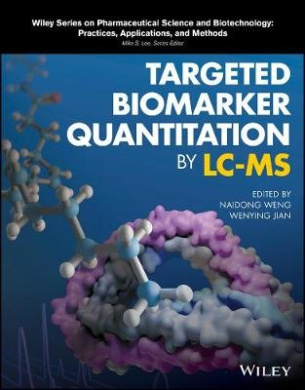 Wiley Series on Pharmaceutical Science and Biotechnology:
Practices, Applications, and Methods
Mike S. Lee, Series Editor
TARGETED
BIOMARKER
QUANTITATION
BY LC-MS
EDITED BY
NAIDONG WENG
WENYING JIAN
WILEY